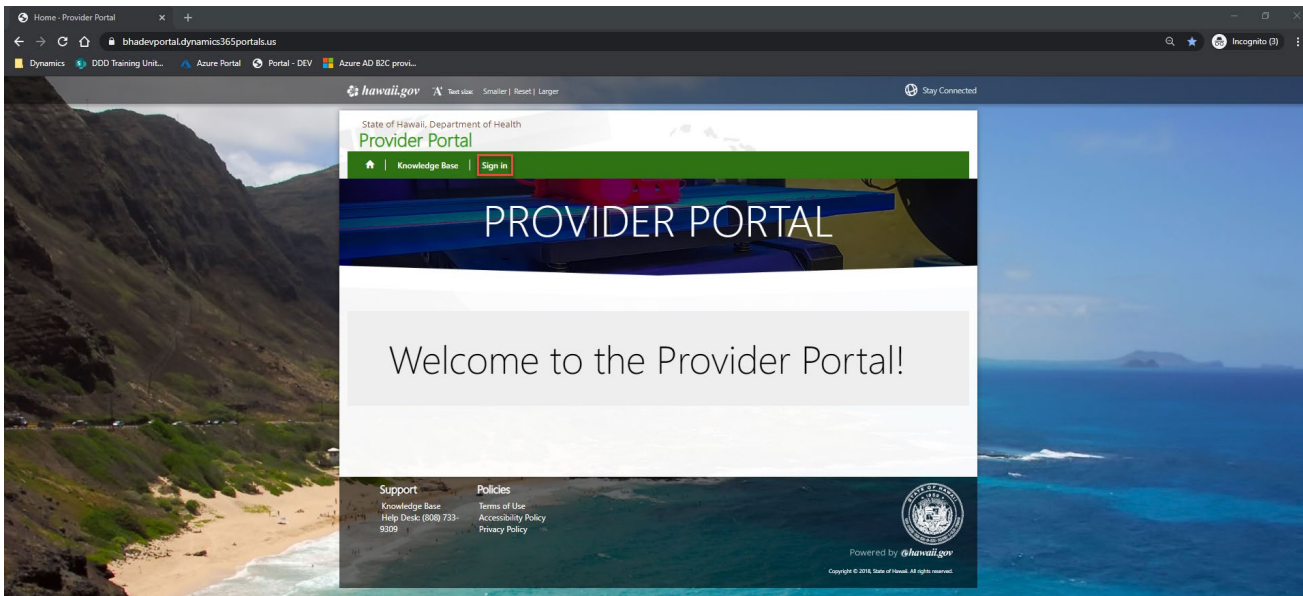 Home - Provider Portal
bhadevportal.dynamics365portals.us
Incognito (3)
Dynamics DDD Training Unit... Azure Portal Portal - DEV Azure AD B2C provi...
hawaii.gov Text size: Smaller | Reset | Larger Stay Connected
State of Hawaii, Department of Health
Provider Portal
Knowledge Base | Sign in
PROVIDER PORTAL
Welcome to the Provider Portal!
Support
Knowledge Base
Help Desk: (808) 733-
9309
Policies
Terms of Use
Accessibility Policy
Privacy Policy
STATE OF HAWAII
Powered by hawaii.gov
Copyright © 2018, State of Hawaii. All rights reserved.